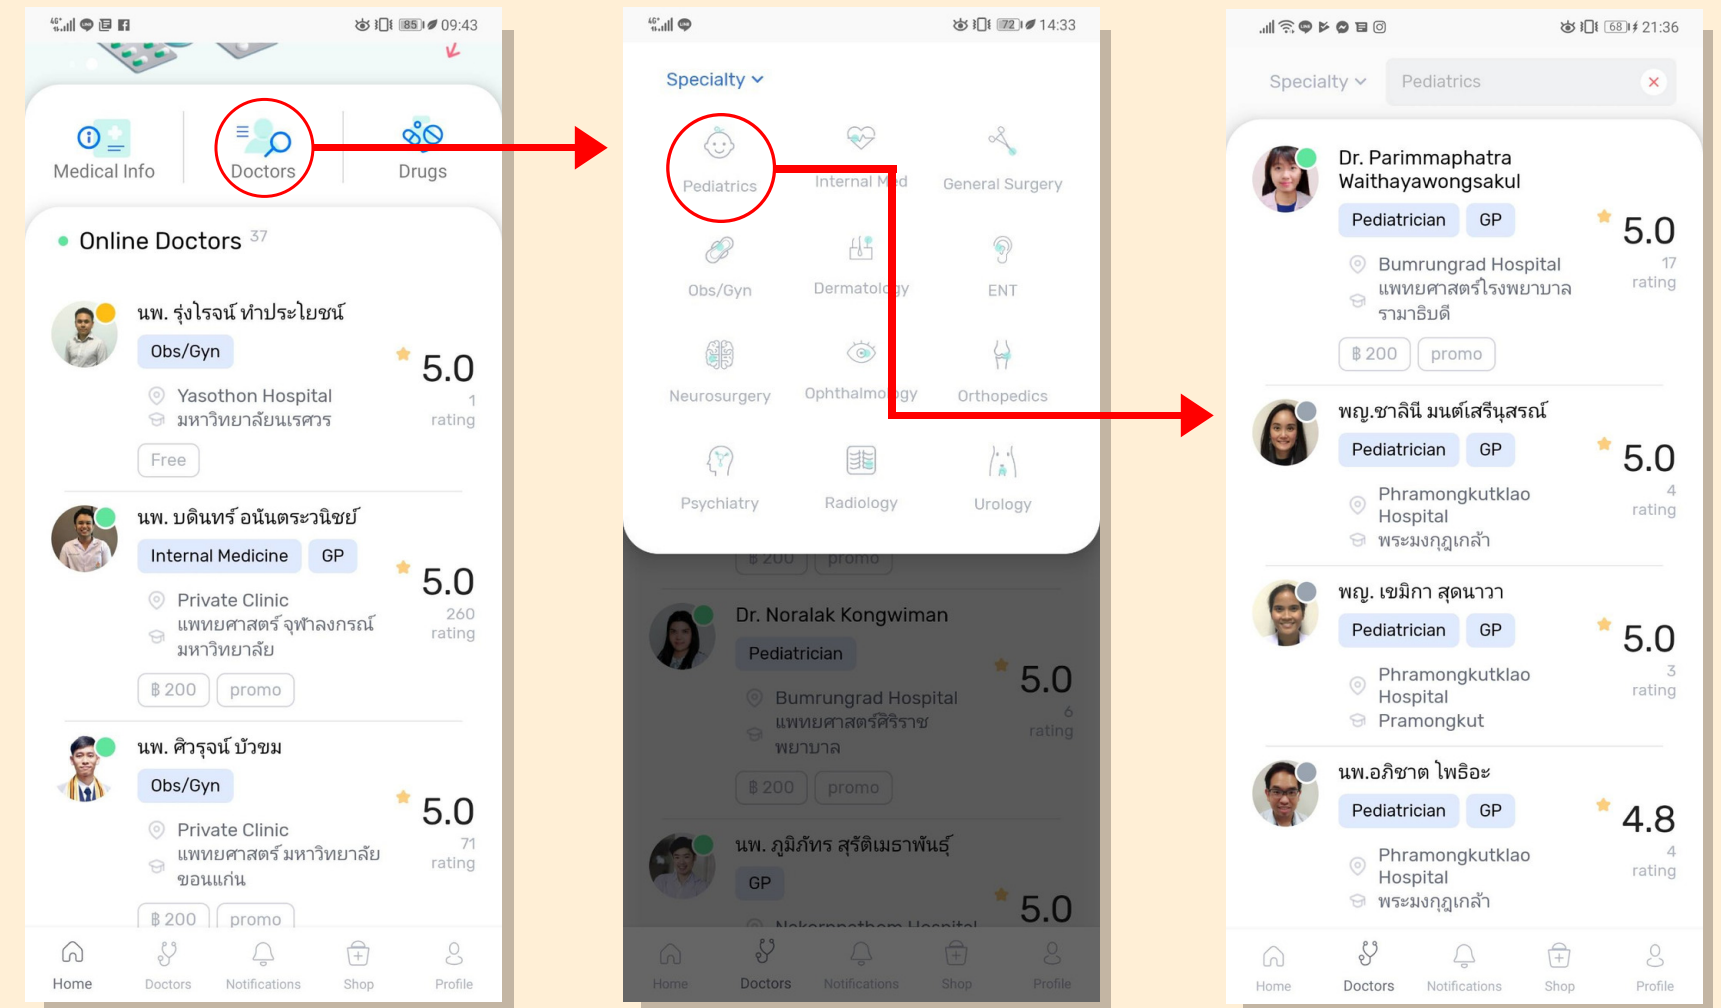 4G+ 85 09:43
Medical Info
Doctors
Drugs
Online Doctors 37
นพ. รุ่งโรจน์ ทำประโยชน์
Obs/Gyn
5.0
Yasothon Hospital
1
มหาวิทยาลัยนเรศวร
rating
Free
นพ. บดินทร์ อนันตระวนิชย์
Internal Medicine GP
5.0
Private Clinic
260
แพทยศาสตร์ จุฬาลงกรณ์
rating
มหาวิทยาลัย
฿ 200 promo
นพ. ศิวรุจน์ บัวขม
Obs/Gyn
5.0
Private Clinic
71
แพทยศาสตร์ มหาวิทยาลัย
rating
ขอนแก่น
฿ 200 promo
Home Doctors Notifications Shop Profile
4G+ 72 14:33
Specialty
Pediatrics Internal Med General Surgery
Obs/Gyn Dermatology ENT
Neurosurgery Ophthalmology Orthopedics
Psychiatry Radiology Urology
฿ 200 promo
Dr. Noralak Kongwiman
Pediatrician
5.0
Bumrungrad Hospital
6
แพทยศาสตร์ศิริราช
rating
พยาบาล
฿ 200 promo
นพ. ภูมิภัทร สุรัติเมธาพันธุ์
GP
5.0
Nakornpathom Hospital
Home Doctors Notifications Shop Profile
68 21:36
Specialty Pediatrics
Dr. Parimmaphatra
Waithayawongsakul
Pediatrician GP
5.0
Bumrungrad Hospital
17
แพทยศาสตร์โรงพยาบาล
rating
รามาธิบดี
฿ 200 promo
พญ.ชาลินี มนต์เสรีนุสรณ์
Pediatrician GP
5.0
Phramongkutklao
4
Hospital
rating
พระมงกุฎเกล้า
พญ. เขมิกา สุดนาวา
Pediatrician GP
5.0
Phramongkutklao
3
Hospital
rating
Pramongkut
นพ.อภิชาต โพธิอะ
Pediatrician GP
4.8
Phramongkutklao
4
Hospital
rating
พระมงกุฎเกล้า
Home Doctors Notifications Shop Profile